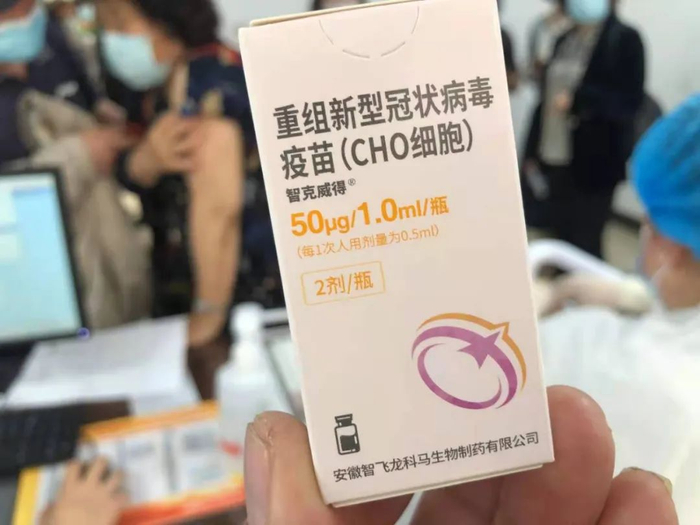 重组新型冠状病毒
疫苗(CHO细胞)
智克威得®
50μg/1.0ml/瓶
(每1次人用剂量为0.5ml)
2剂/瓶
安徽智飞龙科马生物制药有限公司